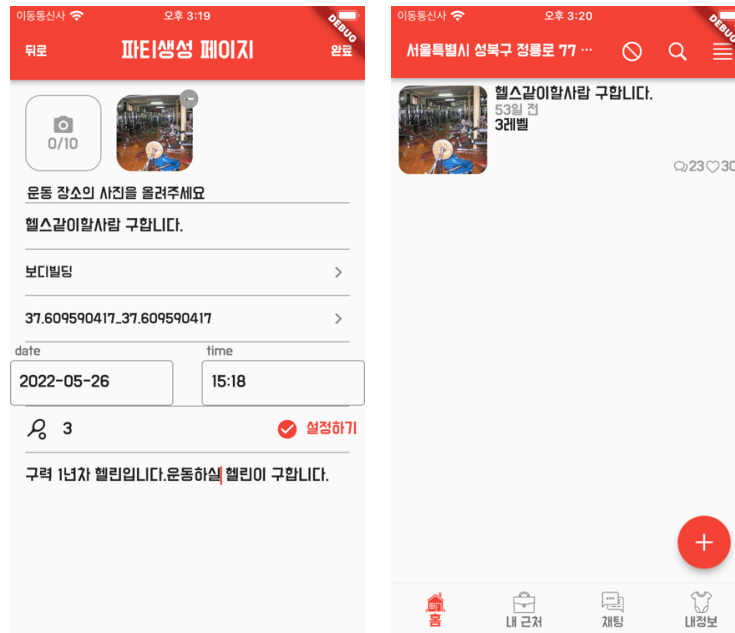 이동통신사 오후 3:19
DEBUG
뒤로 파티생성 페이지 완료
0/10
운동 장소의 사진을 올려주세요
헬스같이할사람 구합니다.
보디빌딩
37.609590417_37.609590417
date time
2022-05-26 15:18
3 설정하기
구력 1년차 헬린입니다.운동하실 헬린이 구합니다.
이동통신사 오후 3:20
DEBUG
서울특별시 성북구 정릉로 77 ···
헬스같이할사람 구합니다.
53일 전
3레벨
23 30
홈 내 근처 채팅 내정보